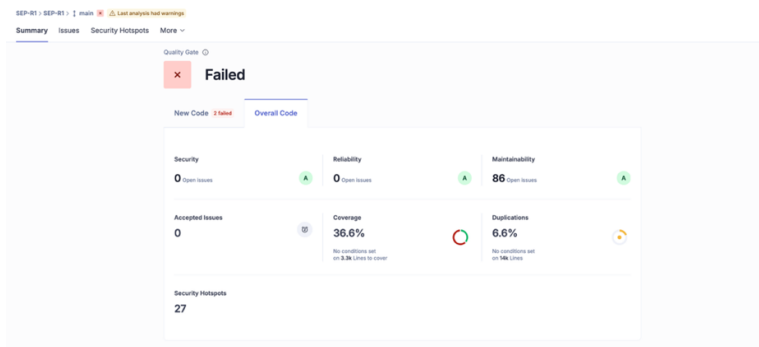 SEP-R1 > SEP-R1 > main Last analysis had warnings
Summary Issues Security Hotspots More
Quality Gate
Failed
New Code 2 failed Overall Code
Security Reliability Maintainability
0 Open issues A 0 Open issues A 86 Open issues A
Accepted Issues Coverage Duplications
0 36.6% 6.6%
No conditions set No conditions set
on 3.3k Lines to cover on 14k Lines
Security Hotspots
27